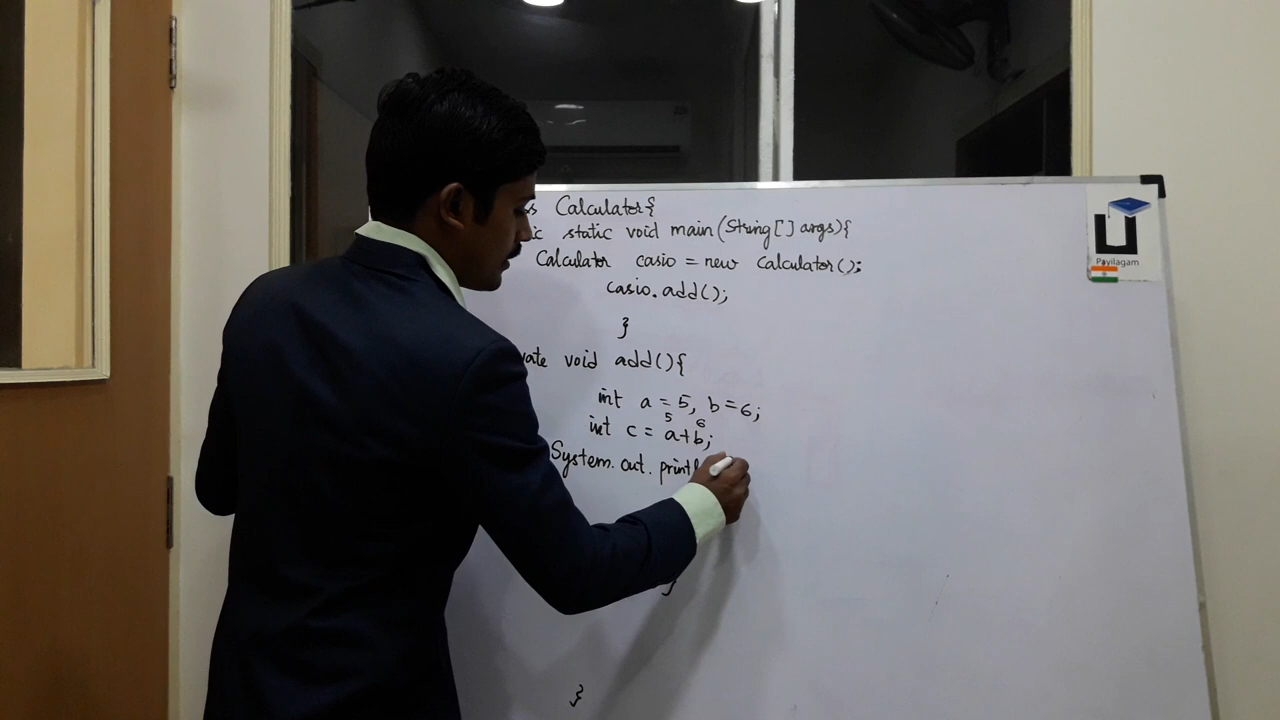 Calculator{
static void main(String[] args){
Calculator casio = new Calculator();
casio.add();
}
void add(){
int a = 5, b = 6;
5 6
int c = a+b;
System.out.
}
}
Payilagam